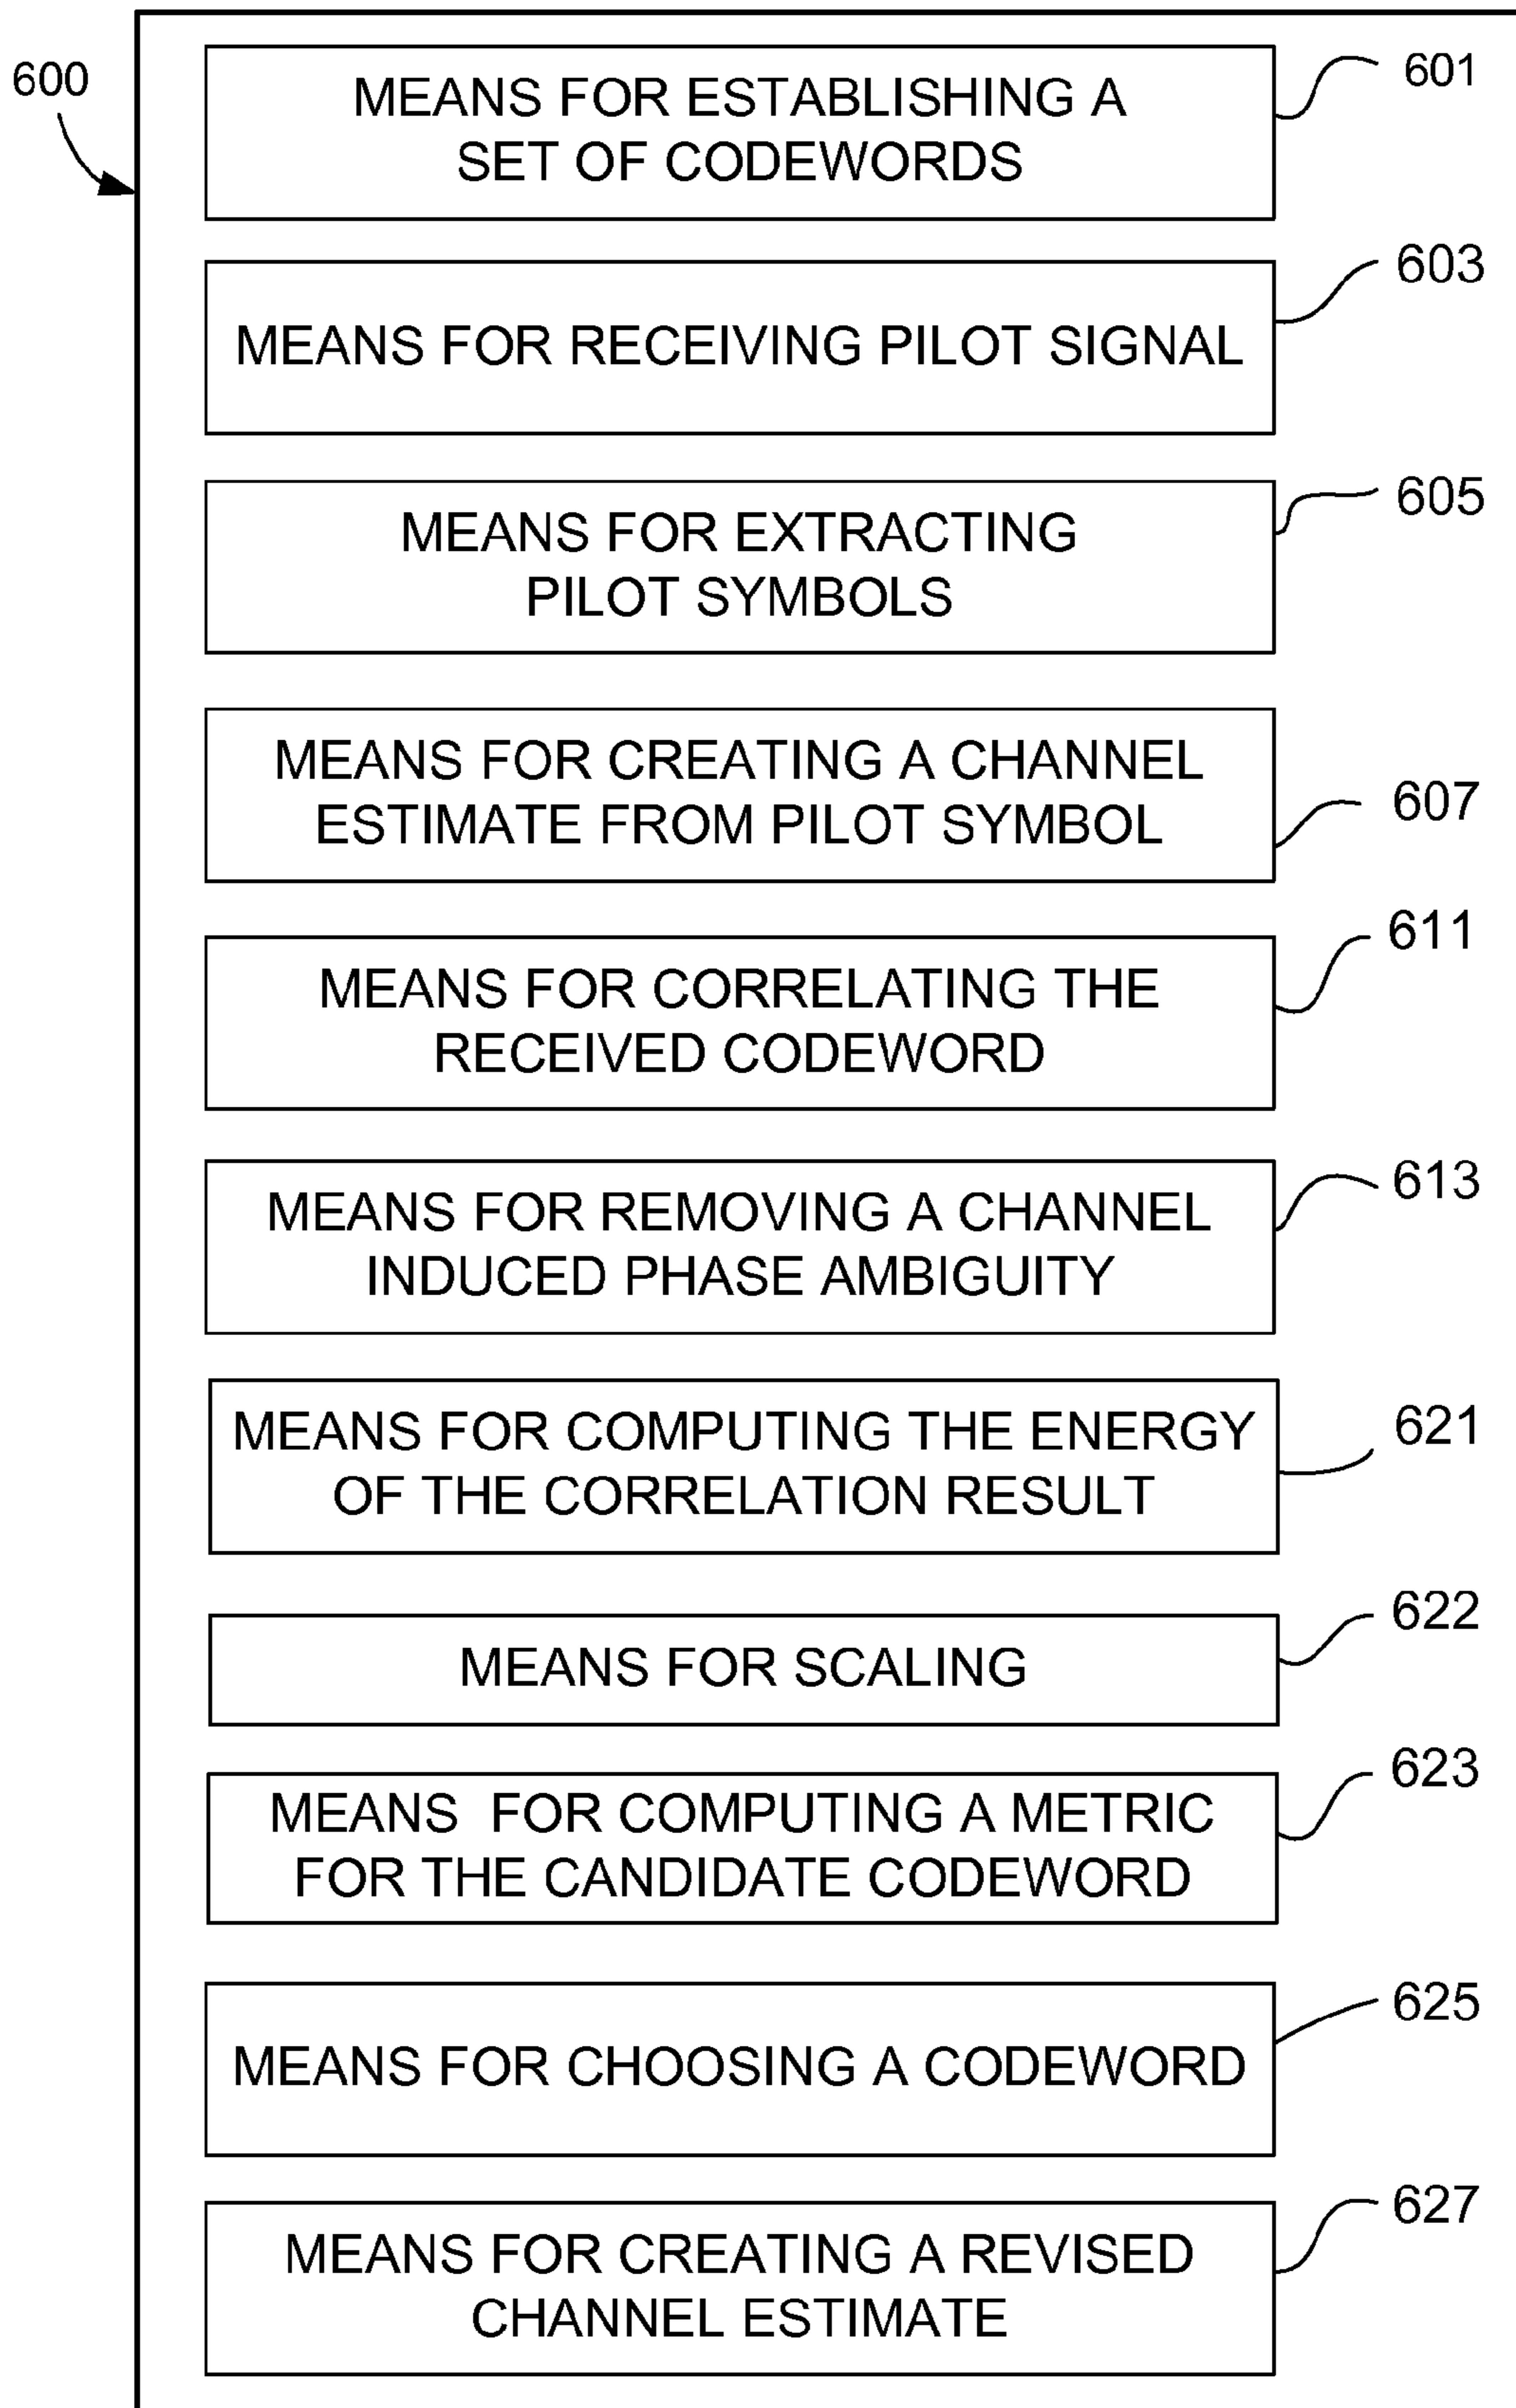 600
MEANS FOR ESTABLISHING A
SET OF CODEWORDS
601
MEANS FOR RECEIVING PILOT SIGNAL
603
MEANS FOR EXTRACTING
PILOT SYMBOLS
605
MEANS FOR CREATING A CHANNEL
ESTIMATE FROM PILOT SYMBOL
607
MEANS FOR CORRELATING THE
RECEIVED CODEWORD
611
MEANS FOR REMOVING A CHANNEL
INDUCED PHASE AMBIGUITY
613
MEANS FOR COMPUTING THE ENERGY
OF THE CORRELATION RESULT
621
MEANS FOR SCALING
622
MEANS FOR COMPUTING A METRIC
FOR THE CANDIDATE CODEWORD
623
MEANS FOR CHOOSING A CODEWORD
625
MEANS FOR CREATING A REVISED
CHANNEL ESTIMATE
627